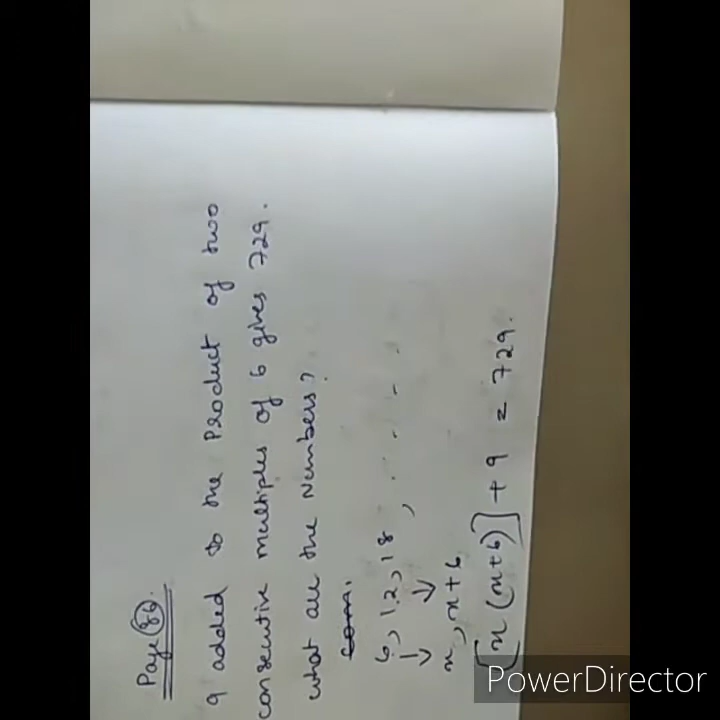 Page 86.
9 added to the Product of two
consecutive multiples of 6 gives 729.
what are the Numbers?
6, 12, 18, . . . . .
↓ ↓
x, x+6
[x(x+6)] + 9 = 729.
PowerDirector